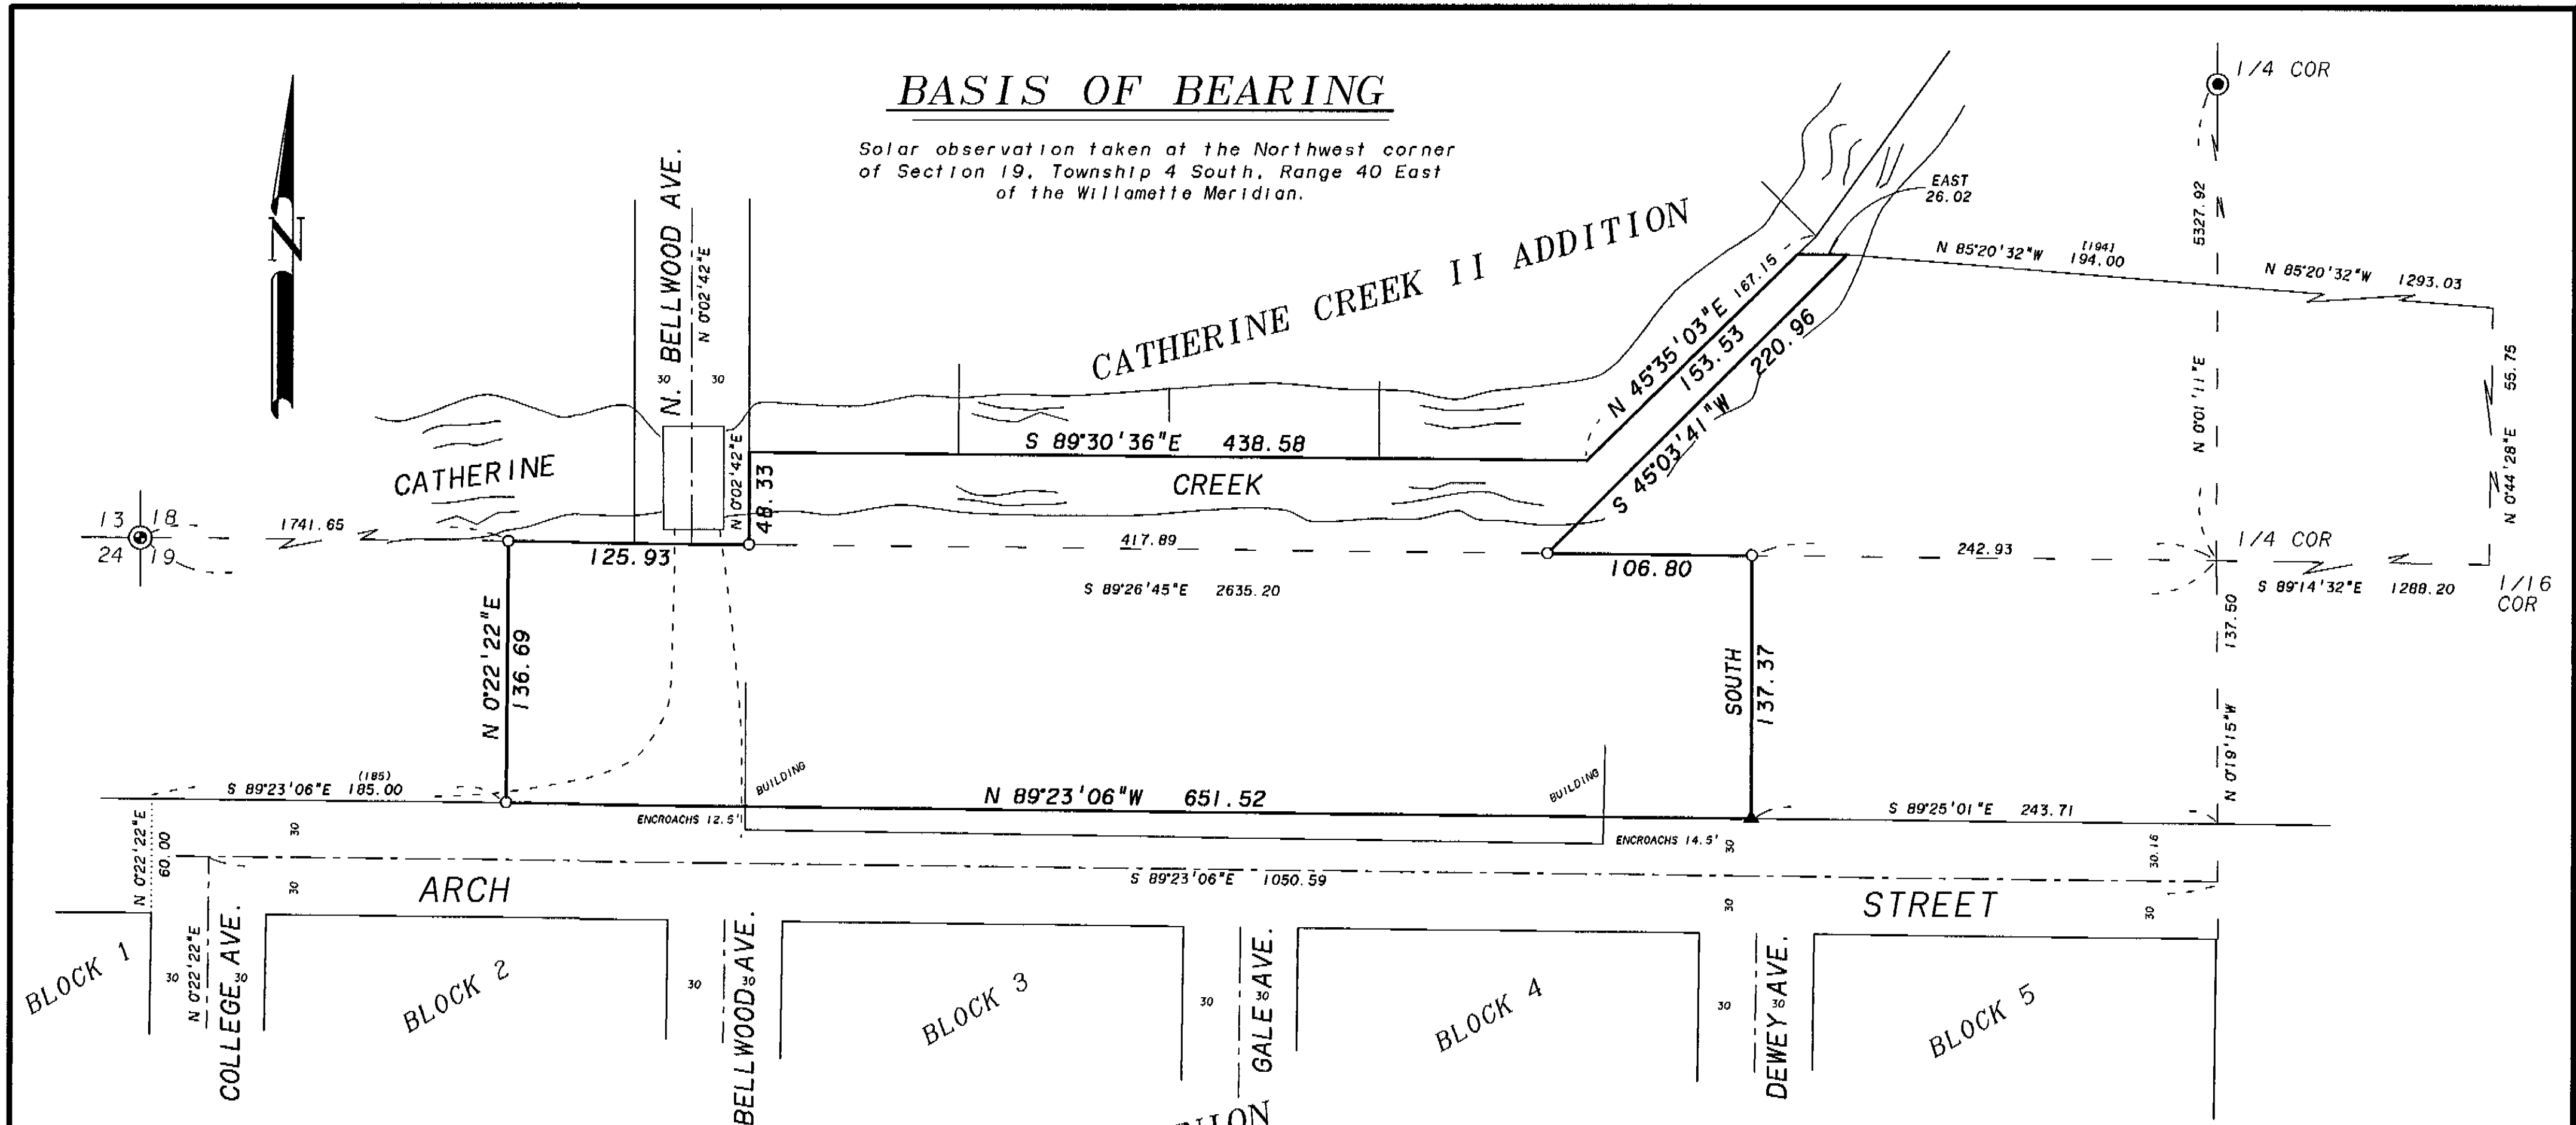 BASIS OF BEARING
Solar observation taken at the Northwest corner
of Section 19, Township 4 South, Range 40 East
of the Willamette Meridian.
N
1/4 COR
5327.92
EAST
26.02
N 85°20'32"W
(194)
194.00
N 85°20'32"W 1293.03
N. BELLWOOD AVE.
N 0°02'42"E
30
30
CATHERINE CREEK II ADDITION
N 45°35'03"E 167.15
153.53
220.96
S 45°03'41"W
N 0°01'11"E
N 0°44'28"E 55.75
S 89°30'36"E 438.58
N 0°02'42"E
48.33
CATHERINE
CREEK
13 18
24 19
1741.65
125.93
417.89
S 89°26'45"E 2635.20
106.80
242.93
1/4 COR
S 89°14'32"E 1288.20
1/16
COR
N 0°22'22"E
136.69
SOUTH
137.37
137.50
N 0°19'15"W
(185)
S 89°23'06"E 185.00
BUILDING
N 89°23'06"W 651.52
BUILDING
S 89°25'01"E 243.71
ENCROACHS 12.5'
ENCROACHS 14.5'
N 0°22'22"E
60.00
30
30
30
30.16
S 89°23'06"E 1050.59
ARCH
STREET
30
30
BLOCK 1
30
N 0°22'22"E
COLLEGE AVE.
30
BLOCK 2
30
BELLWOOD AVE.
30
BLOCK 3
30
GALE AVE.
30
BLOCK 4
30
DEWEY AVE.
30
BLOCK 5